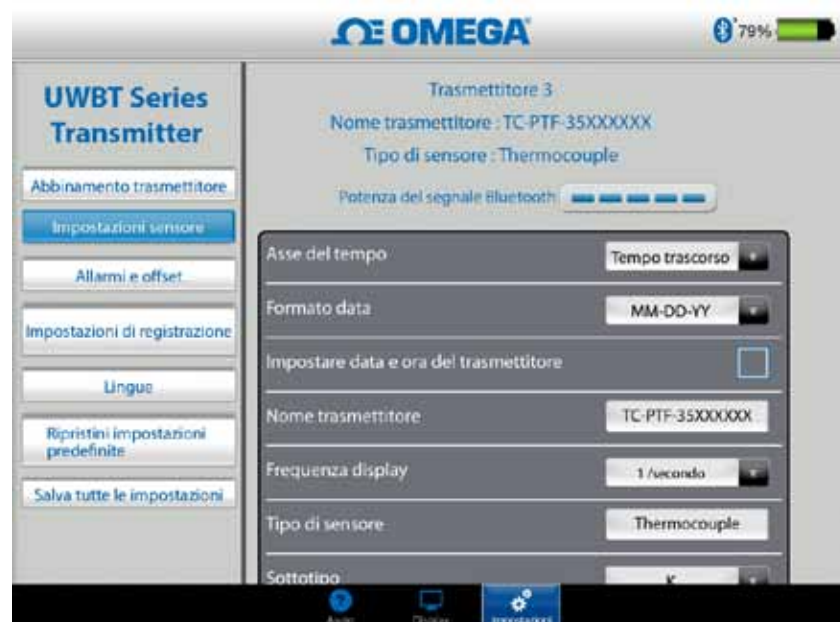 OMEGA
79%
UWBT Series
Transmitter
Abbinamento trasmettitore
Impostazioni sensore
Allarmi e offset
Impostazioni di registrazione
Lingue
Ripristini impostazioni
predefinite
Salva tutte le impostazioni
Trasmettitore 3
Nome trasmettitore : TC-PTF-35XXXXXX
Tipo di sensore : Thermocouple
Potenza del segnale Bluetooth
Asse del tempo
Tempo trascorso
Formato data
MM-DD-YY
Impostare data e ora del trasmettitore
Nome trasmettitore
TC-PTF-35XXXXXX
Frequenza display
1 /secondo
Tipo di sensore
Thermocouple
Sottotipo
K
Display
Impostazioni